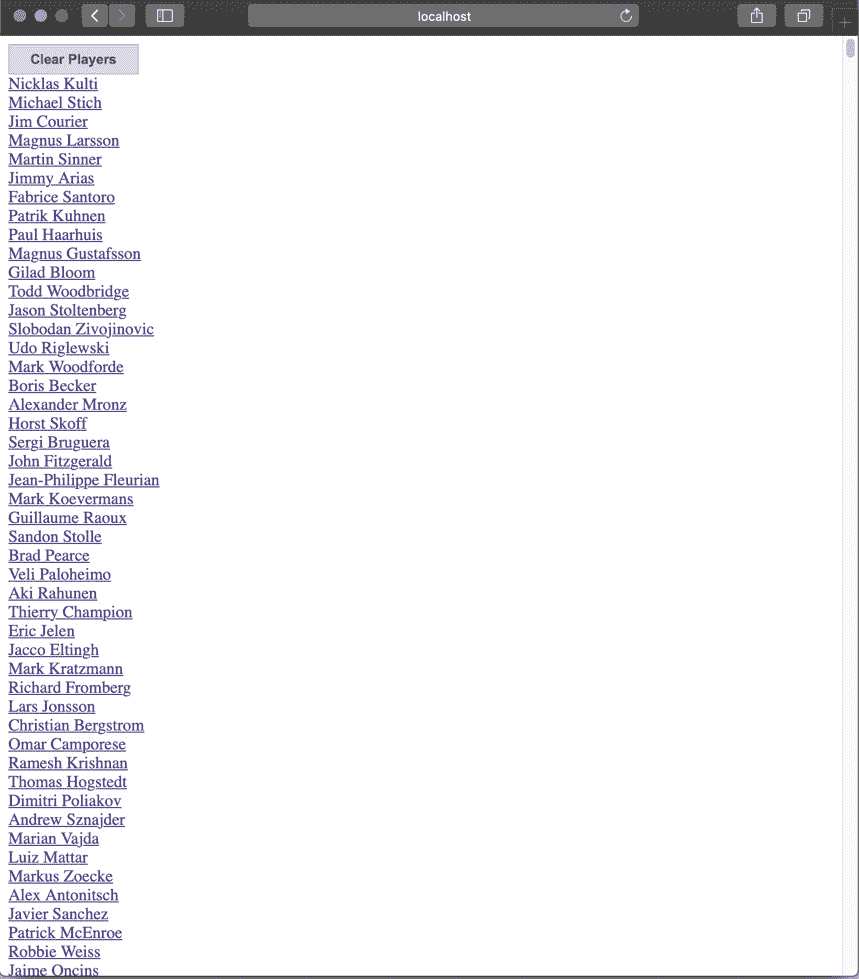 localhost
Clear Players
Nicklas Kulti
Michael Stich
Jim Courier
Magnus Larsson
Martin Sinner
Jimmy Arias
Fabrice Santoro
Patrik Kuhnen
Paul Haarhuis
Magnus Gustafsson
Gilad Bloom
Todd Woodbridge
Jason Stoltenberg
Slobodan Zivojinovic
Udo Riglewski
Mark Woodforde
Boris Becker
Alexander Mronz
Horst Skoff
Sergi Bruguera
John Fitzgerald
Jean-Philippe Fleurian
Mark Koevermans
Guillaume Raoux
Sandon Stolle
Brad Pearce
Veli Paloheimo
Aki Rahunen
Thierry Champion
Eric Jelen
Jacco Eltingh
Mark Kratzmann
Richard Fromberg
Lars Jonsson
Christian Bergstrom
Omar Camporese
Ramesh Krishnan
Thomas Hogstedt
Dimitri Poliakov
Andrew Sznajder
Marian Vajda
Luiz Mattar
Markus Zoecke
Alex Antonitsch
Javier Sanchez
Patrick McEnroe
Robbie Weiss
Jaime Oncins